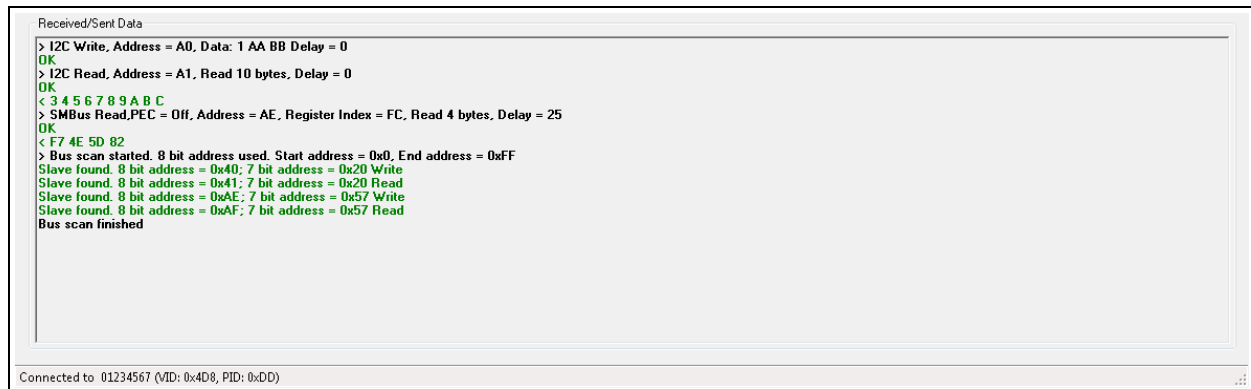 Received/Sent Data
> I2C Write, Address = A0, Data: 1 AA BB Delay = 0
OK
> I2C Read, Address = A1, Read 10 bytes, Delay = 0
OK
< 3 4 5 6 7 8 9 A B C
> SMBus Read,PEC = Off, Address = AE, Register Index = FC, Read 4 bytes, Delay = 25
OK
< F7 4E 5D 82
> Bus scan started. 8 bit address used. Start address = 0x0, End address = 0xFF
Slave found. 8 bit address = 0x40; 7 bit address = 0x20 Write
Slave found. 8 bit address = 0x41; 7 bit address = 0x20 Read
Slave found. 8 bit address = 0xAE; 7 bit address = 0x57 Write
Slave found. 8 bit address = 0xAF; 7 bit address = 0x57 Read
Bus scan finished
Connected to 01234567 (VID: 0x4D8, PID: 0xDD)